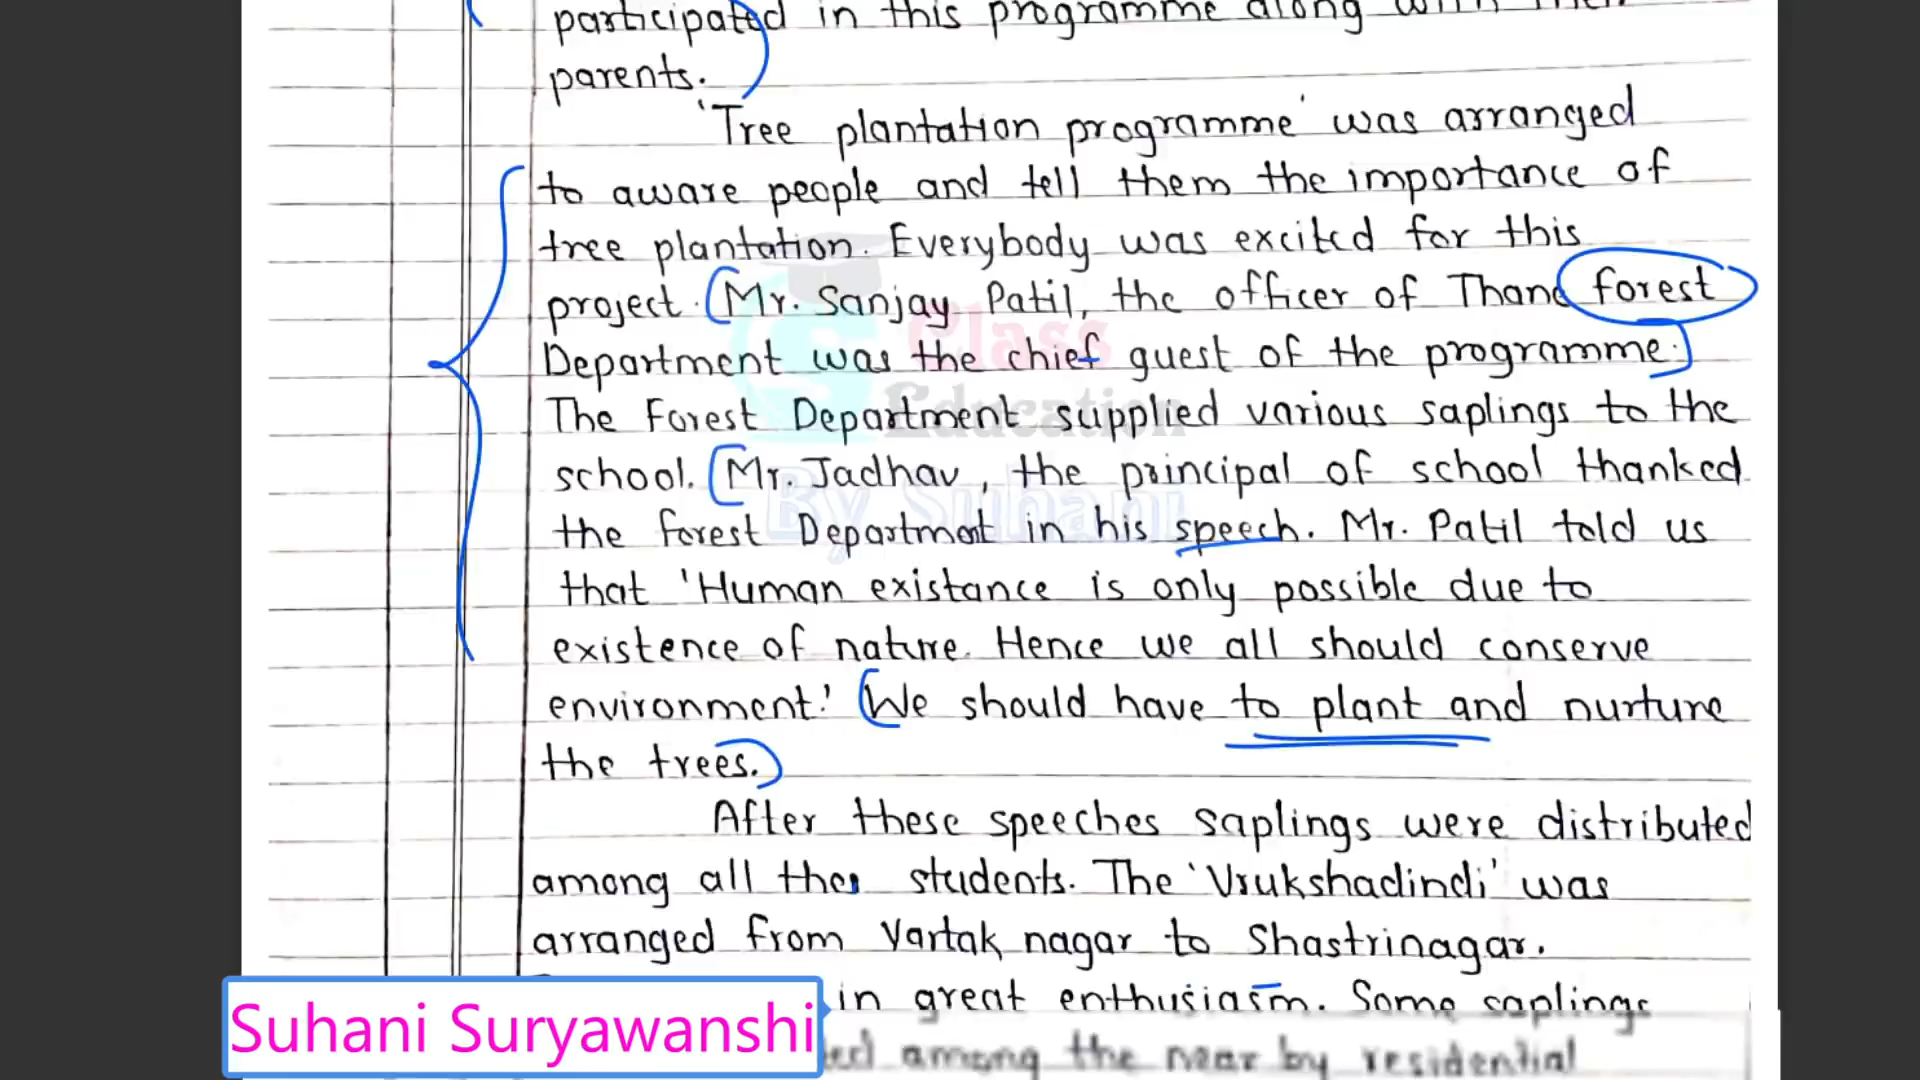 participated in this programme along with their
parents.
'Tree plantation programme' was arranged
to aware people and tell them the importance of
tree plantation. Everybody was excited for this
project. Mr. Sanjay Patil, the officer of Thane forest
Department was the chief guest of the programme.
The Forest Department supplied various saplings to the
school. Mr. Jadhav, the principal of school thanked
the forest Department in his speech. Mr. Patil told us
that 'Human existance is only possible due to
existence of nature. Hence we all should conserve
environment.' We should have to plant and nurture
the trees.
After these speeches saplings were distributed
among all the students. The 'Vrukshadindi' was
arranged from Vartak nagar to Shastrinagar.
in great enthusiasm. Some saplings
among the near by residential
Class
Education
By Suhani
Suhani Suryawanshi